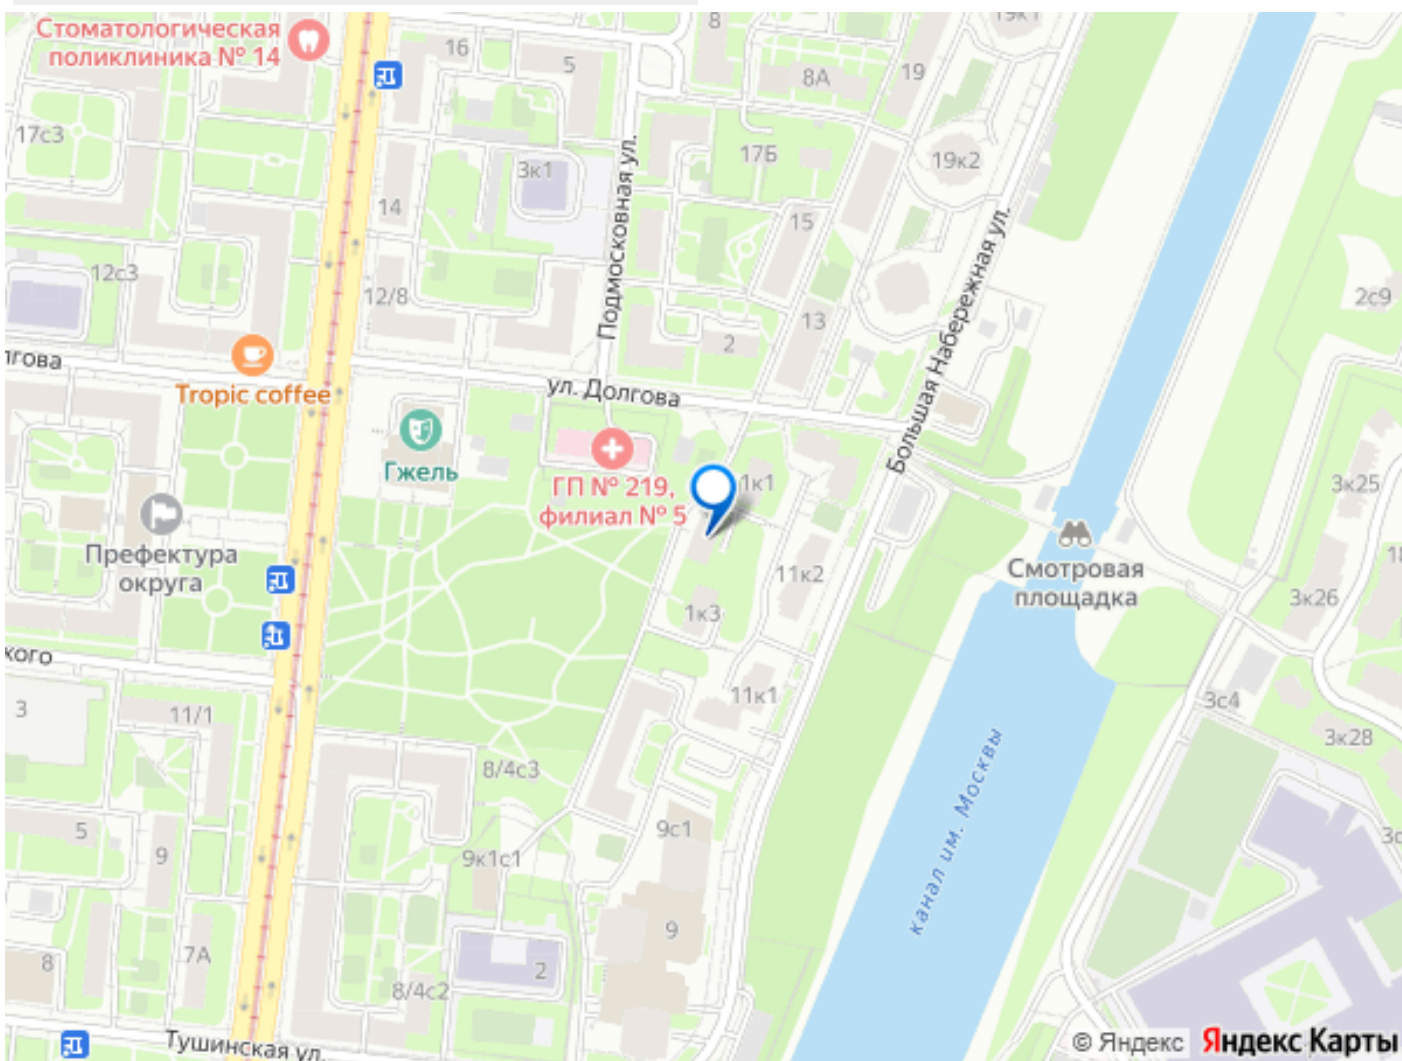 Стоматологическая
поликлиника № 14
16
5
8
19к1
8А
19
17с3
3к1
17Б
19к2
Подмосковная ул.
14
15
12с3
12/8
13
2с9
2
Большая Набережная ул.
лгова
Tropic coffee
ул. Долгова
Гжель
ГП № 219,
филиал № 5
1к1
3к25
Префектура
округа
11к2
Смотровая
площадка
3к26
1к3
кого
11к1
3
11/1
3с4
3к28
8/4с3
канал им. Москвы
5
9
9к1с1
9с1
9
8
7А
2
8/4с2
Тушинская ул.
© Яндекс Яндекс Карты